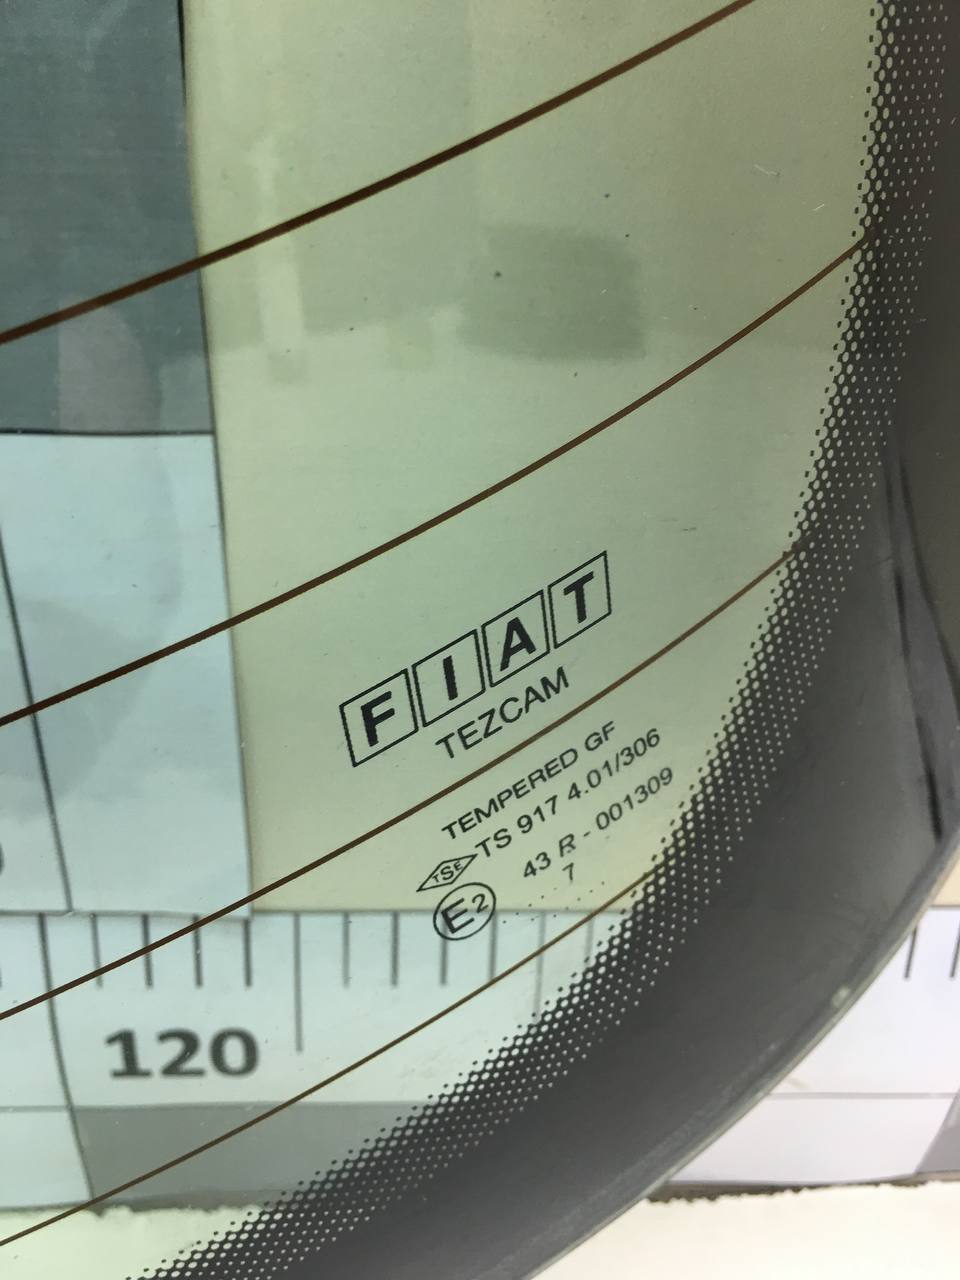 FIAT
TEZCAM
TEMPERED GF
TSE TS 917 4.01/306
E2 43 R - 001309
7
120